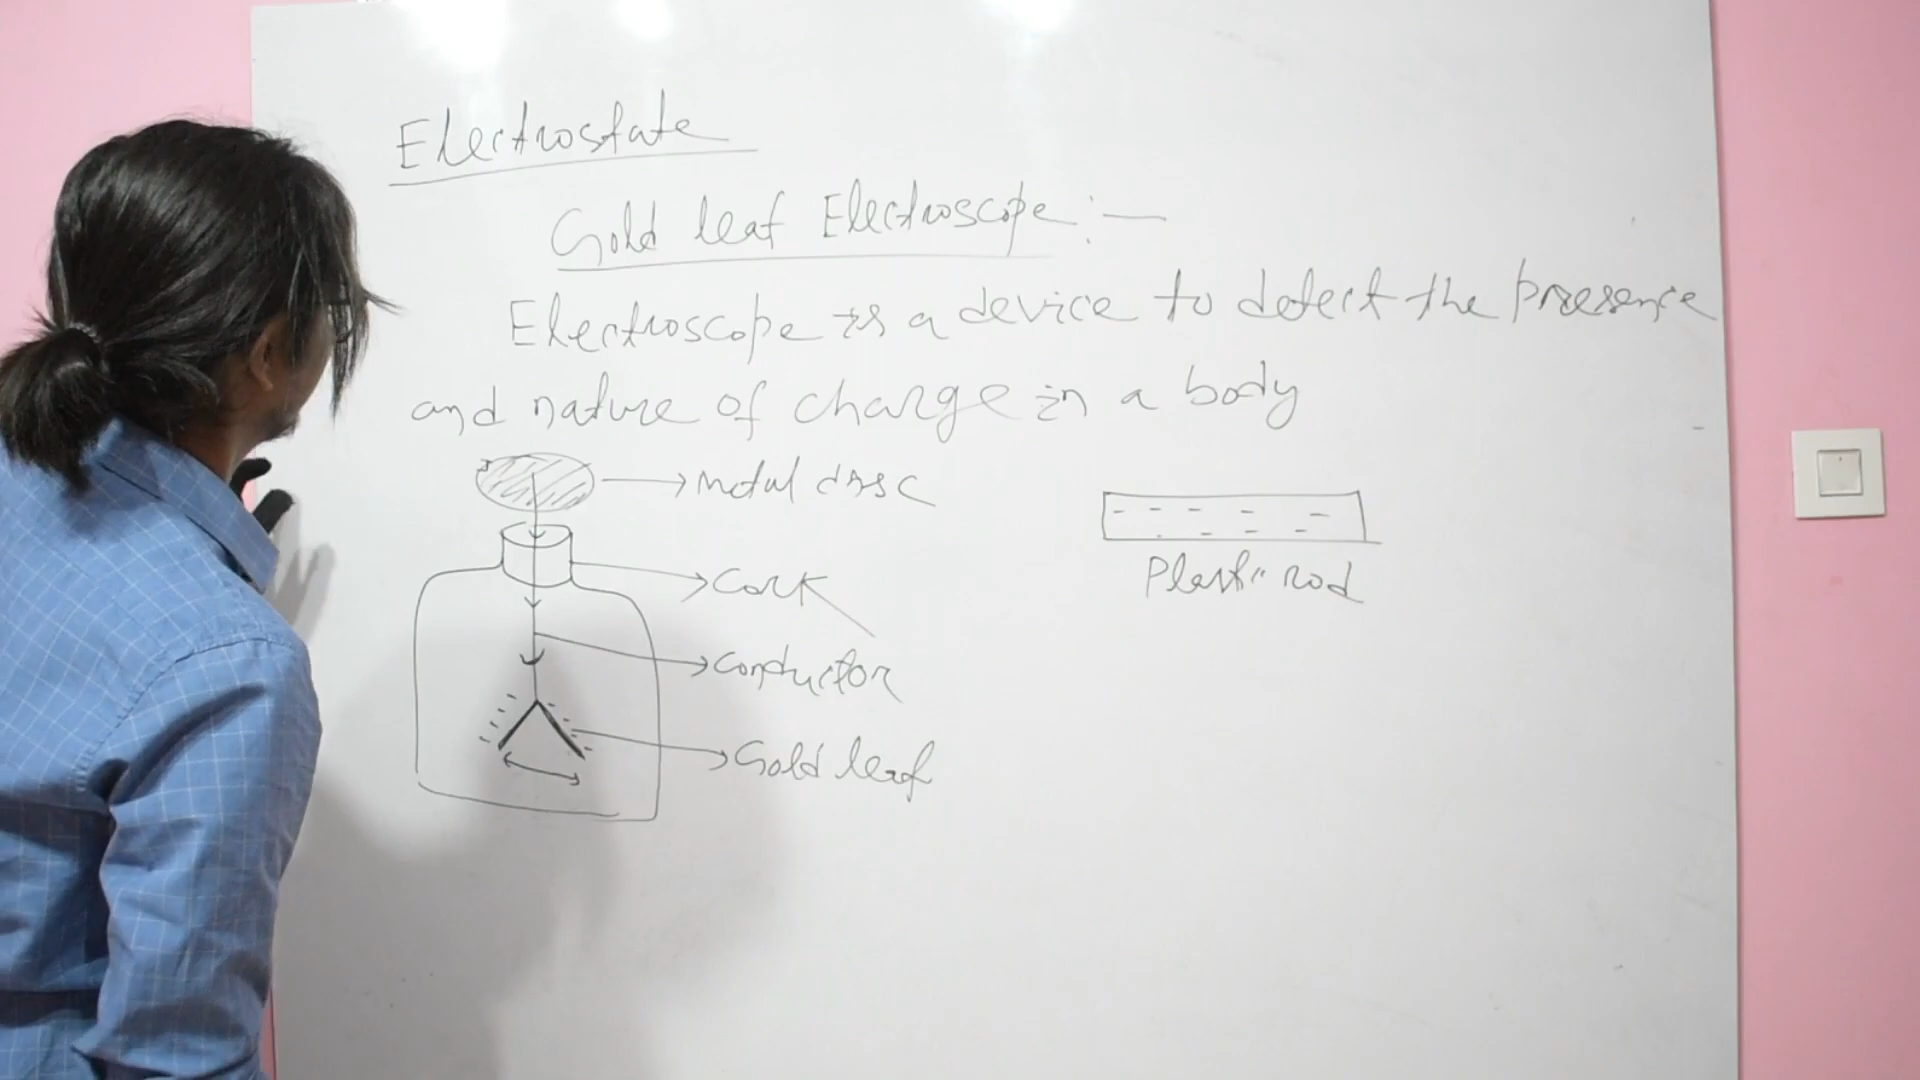 Electrostate
Gold leaf Electroscope:—
Electroscope is a device to detect the presence
and nature of charge in a body
Metal disc
Cork
Conductor
Gold leaf
Plastic rod